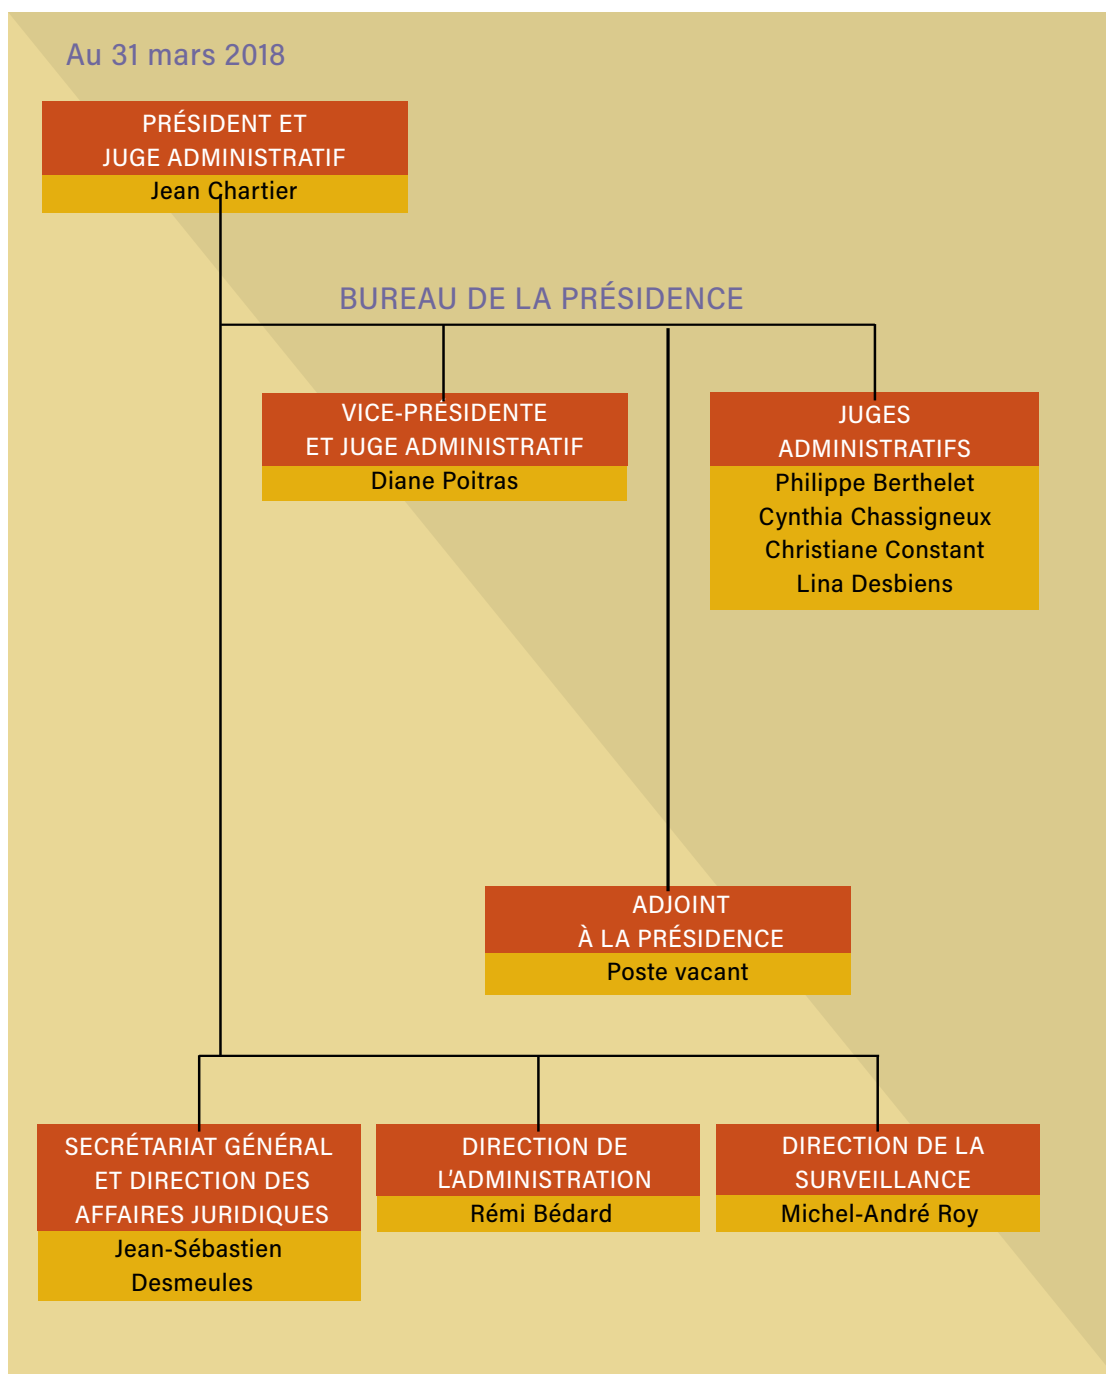 Au 31 mars 2018
PRÉSIDENT ET
JUGE ADMINISTRATIF
Jean Chartier
BUREAU DE LA PRÉSIDENCE
VICE-PRÉSIDENTE
ET JUGE ADMINISTRATIF
Diane Poitras
JUGES
ADMINISTRATIFS
Philippe Berthelet
Cynthia Chassigneux
Christiane Constant
Lina Desbiens
ADJOINT
À LA PRÉSIDENCE
Poste vacant
SECRÉTARIAT GÉNÉRAL
ET DIRECTION DES
AFFAIRES JURIDIQUES
Jean-Sébastien
Desmeules
DIRECTION DE
L'ADMINISTRATION
Rémi Bédard
DIRECTION DE LA
SURVEILLANCE
Michel-André Roy